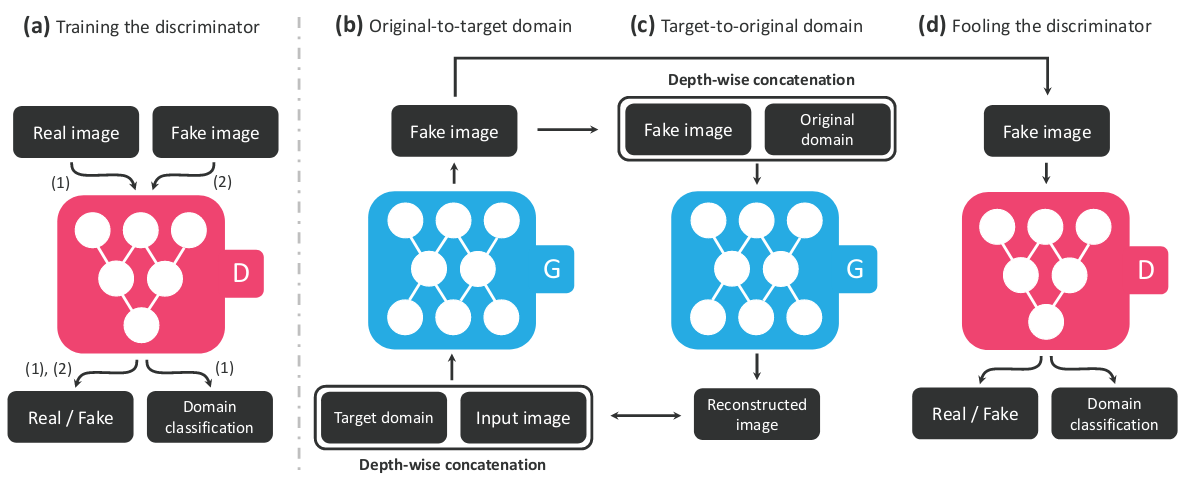 (a) Training the discriminator
Real image
Fake image
(1)
(2)
D
(1), (2)
(1)
Real / Fake
Domain
classification
(b) Original-to-target domain
Fake image
G
Target domain
Input image
Depth-wise concatenation
(c) Target-to-original domain
Depth-wise concatenation
Fake image
Original
domain
G
Reconstructed
image
(d) Fooling the discriminator
Fake image
D
Real / Fake
Domain
classification